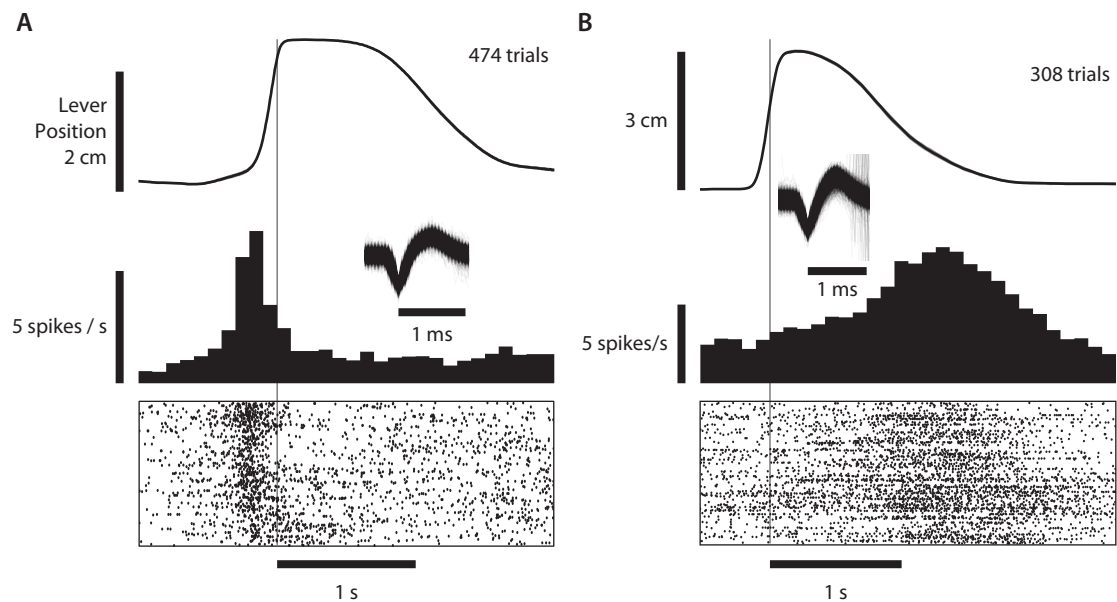 A
474 trials
Lever
Position
2 cm
5 spikes / s
1 ms
1 s
B
308 trials
3 cm
1 ms
5 spikes/s
1 s